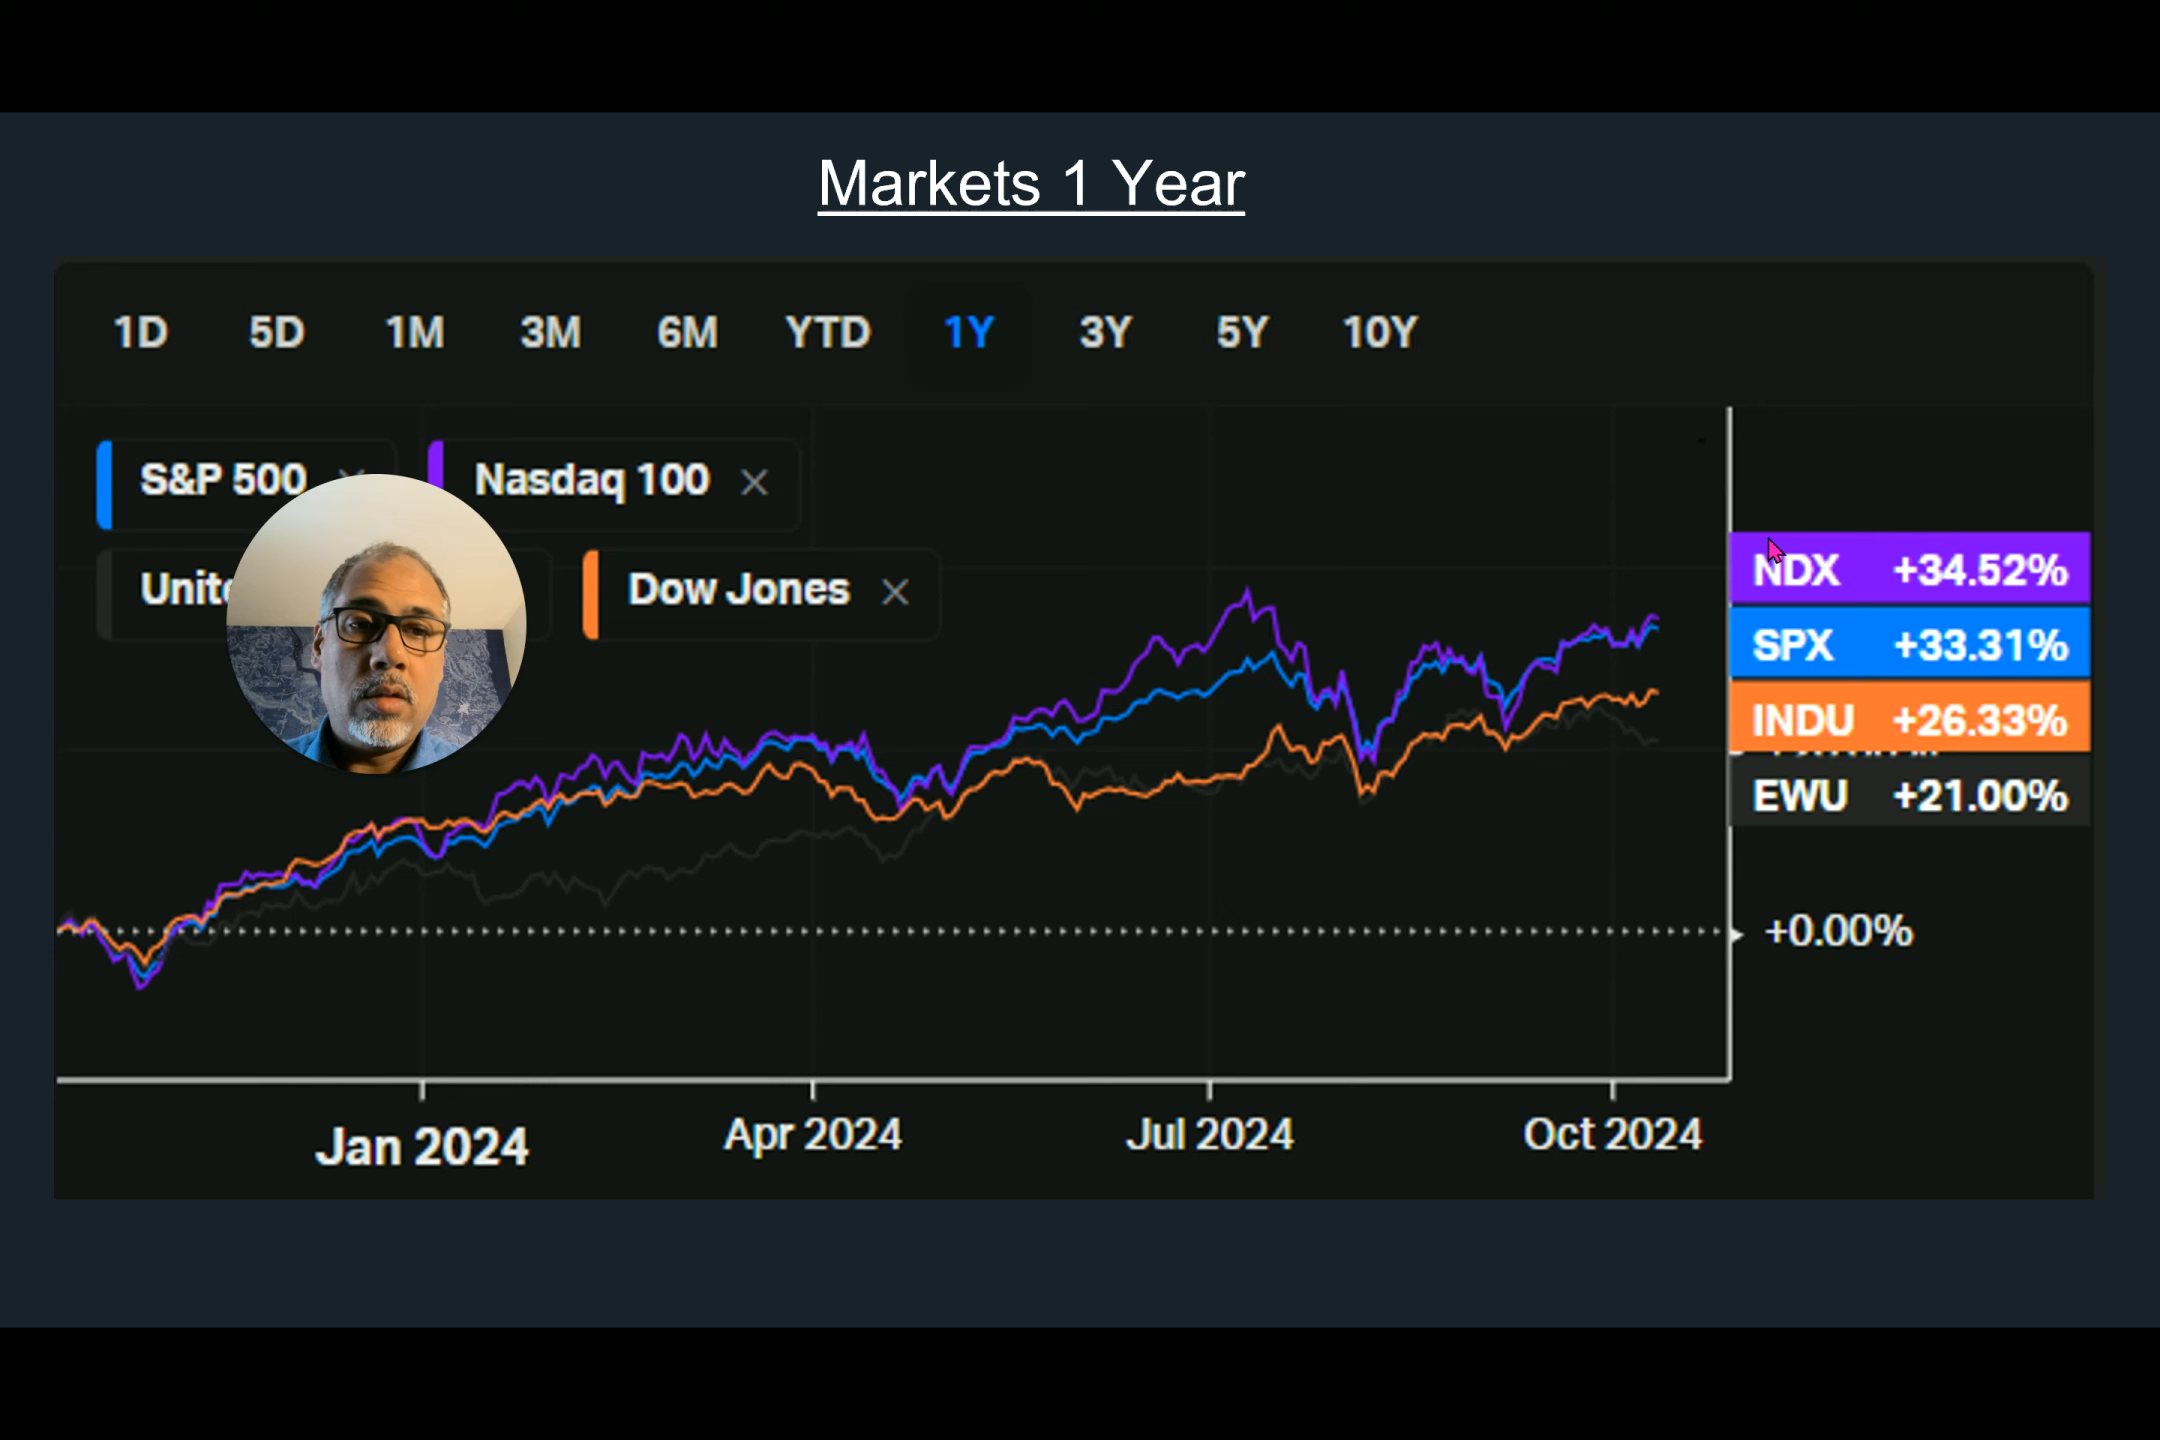 Markets 1 Year
1D 5D 1M 3M 6M YTD 1Y 3Y 5Y 10Y
S&P 500 Nasdaq 100
Dow Jones
NDX +34.52%
SPX +33.31%
INDU +26.33%
EWU +21.00%
+0.00%
Jan 2024 Apr 2024 Jul 2024 Oct 2024